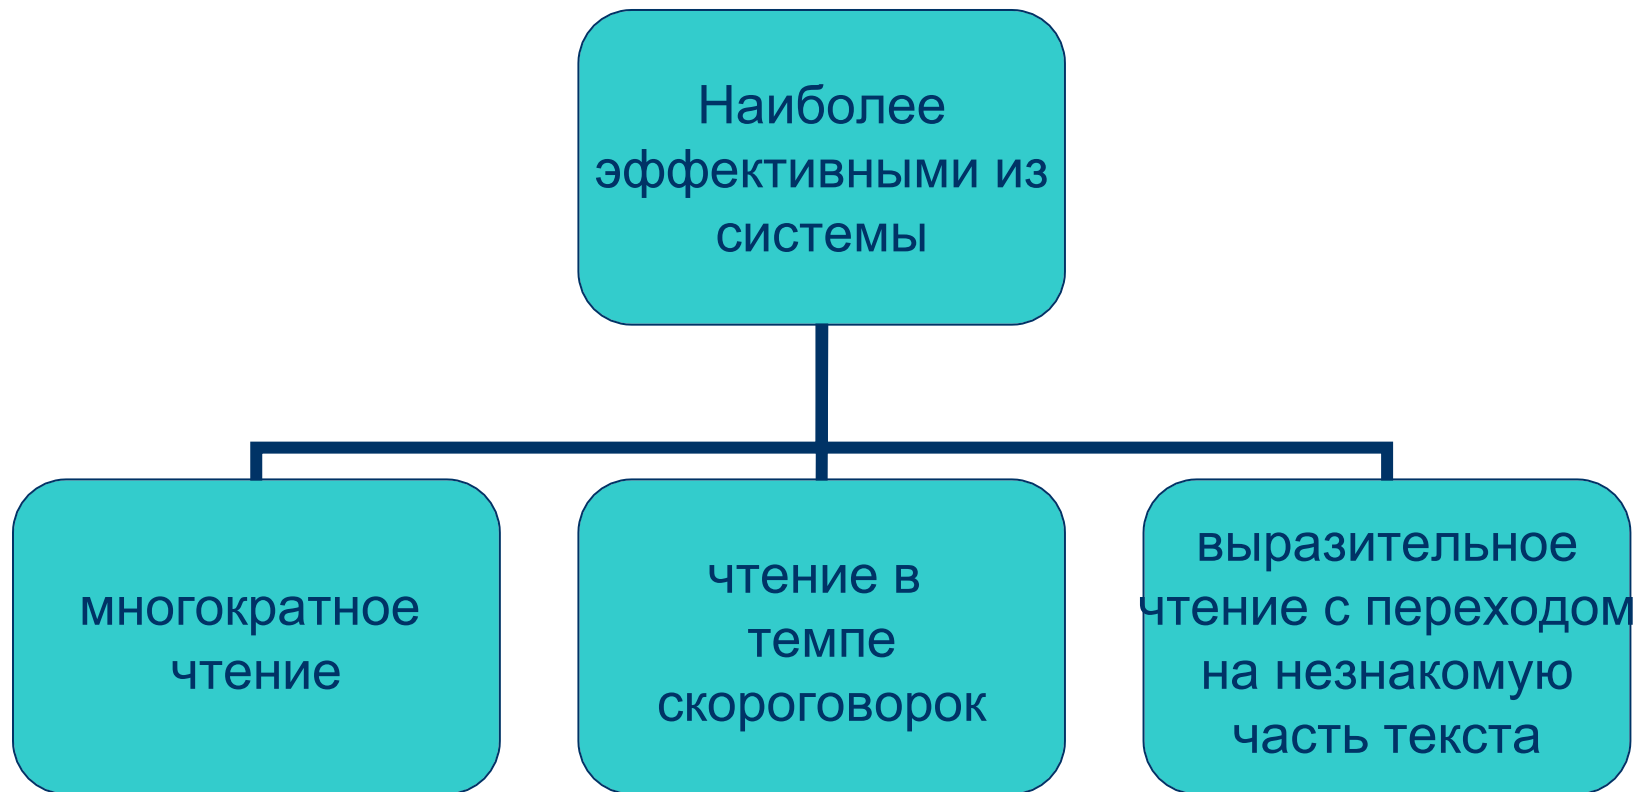 Наиболее
эффективными из
системы
многократное
чтение
чтение в
темпе
скороговорок
выразительное
чтение с переходом
на незнакомую
часть текста